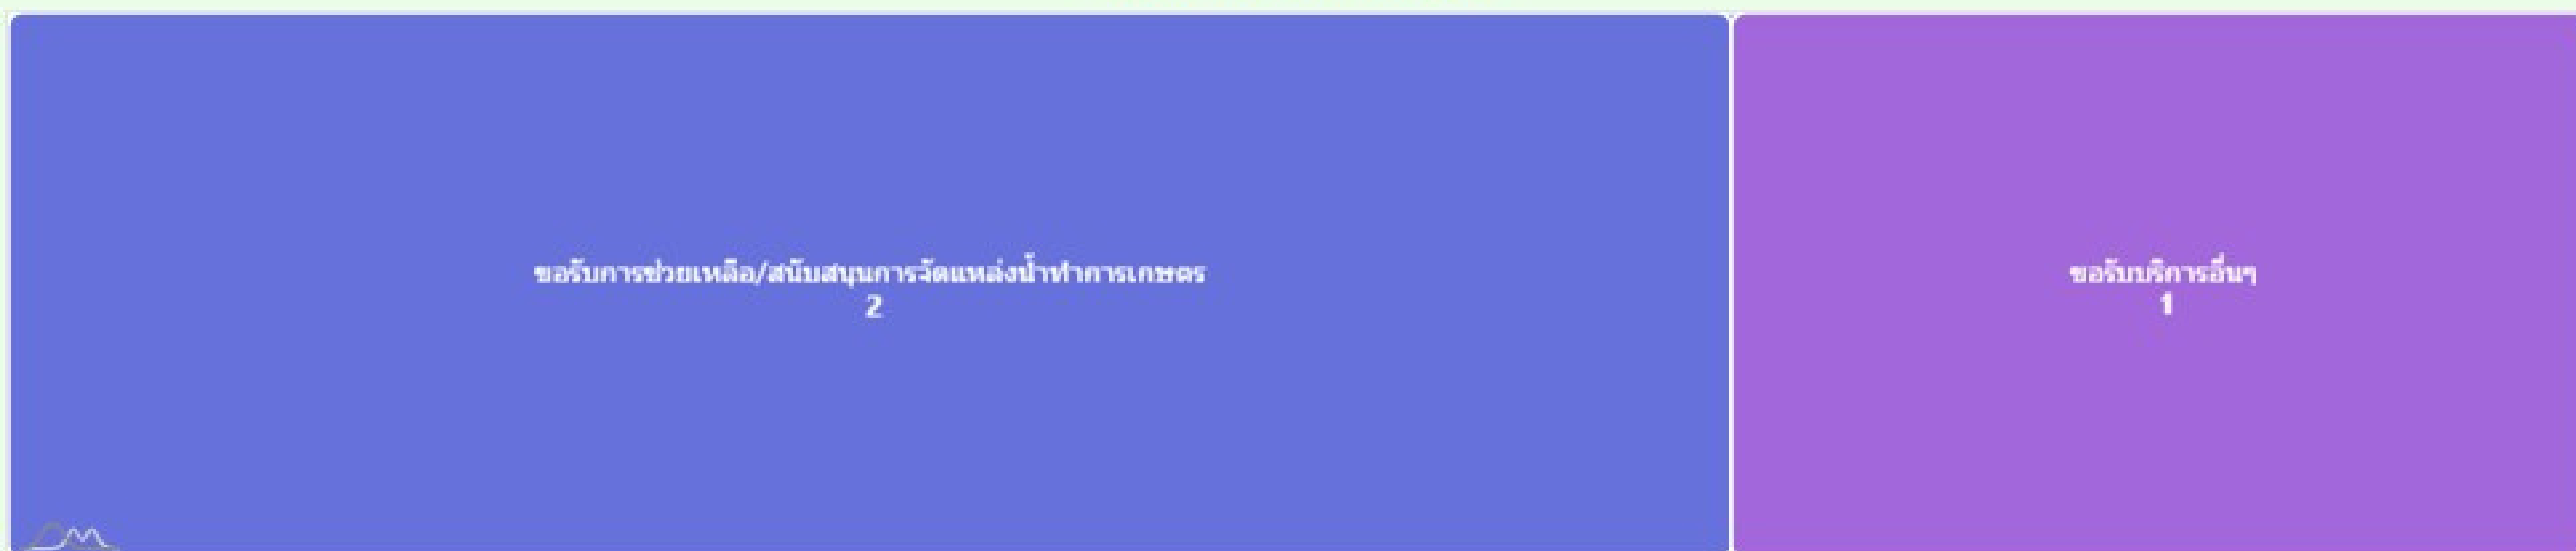 ขอรับการช่วยเหลือ/สนับสนุนการจัดแหล่งน้ำทำการเกษตร
2
ขอรับบริการอื่นๆ
1